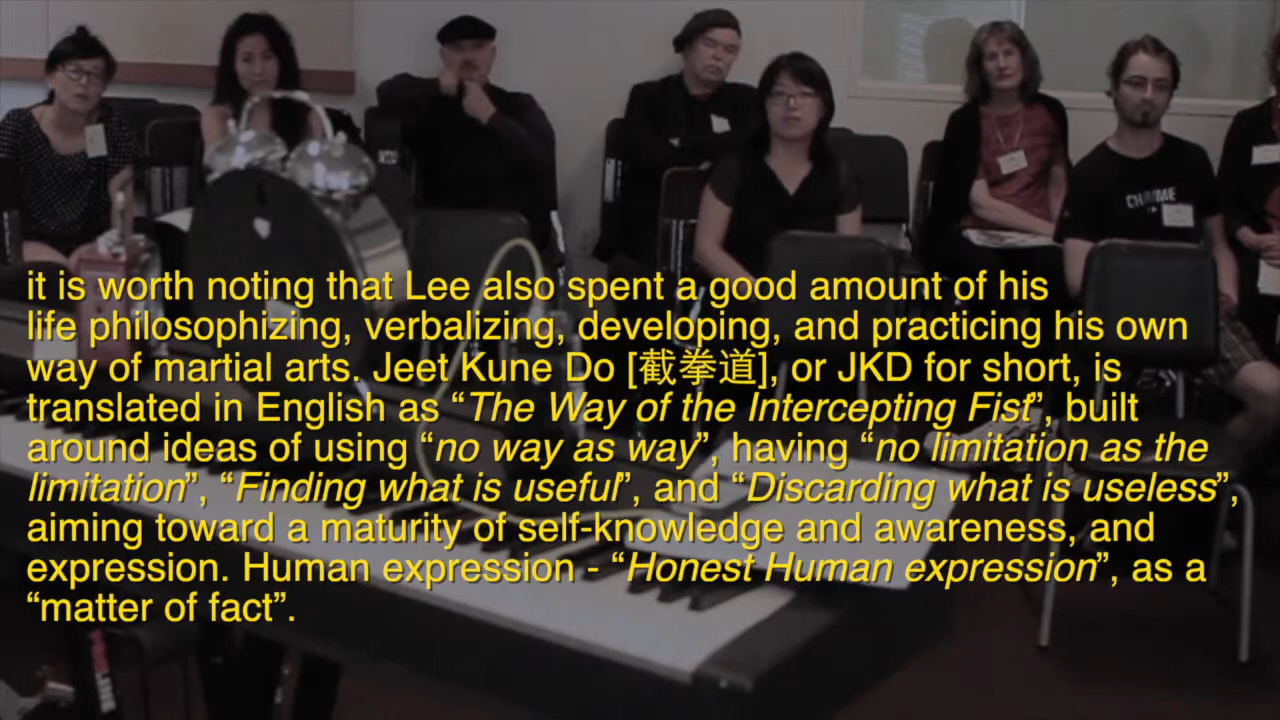 it is worth noting that Lee also spent a good amount of his
life philosophizing, verbalizing, developing, and practicing his own
way of martial arts. Jeet Kune Do [截拳道], or JKD for short, is
translated in English as “The Way of the Intercepting Fist”, built
around ideas of using “no way as way”, having “no limitation as the
limitation”, “Finding what is useful”, and “Discarding what is useless”,
aiming toward a maturity of self-knowledge and awareness, and
expression. Human expression - “Honest Human expression”, as a
“matter of fact”.